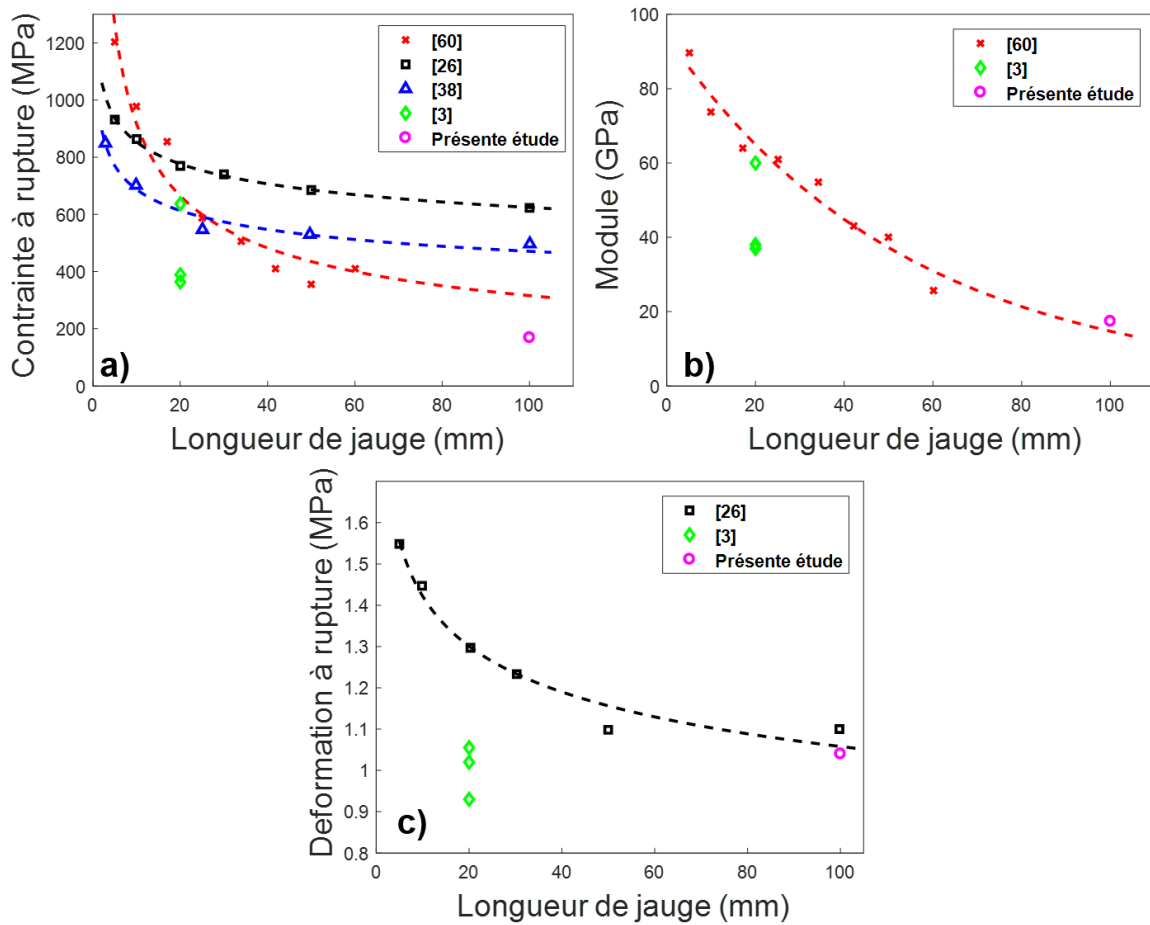 1200
1000
800
600
400
200
0
0 20 40 60 80 100
Contrainte à rupture (MPa)
Longueur de jauge (mm)
[60]
[26]
[38]
[3]
Présente étude
a)
100
80
60
40
20
0
0 20 40 60 80 100
Module (GPa)
Longueur de jauge (mm)
[60]
[3]
Présente étude
b)
1.6
1.5
1.4
1.3
1.2
1.1
1
0.9
0.8
0 20 40 60 80 100
Deformation à rupture (MPa)
Longueur de jauge (mm)
[26]
[3]
Présente étude
c)